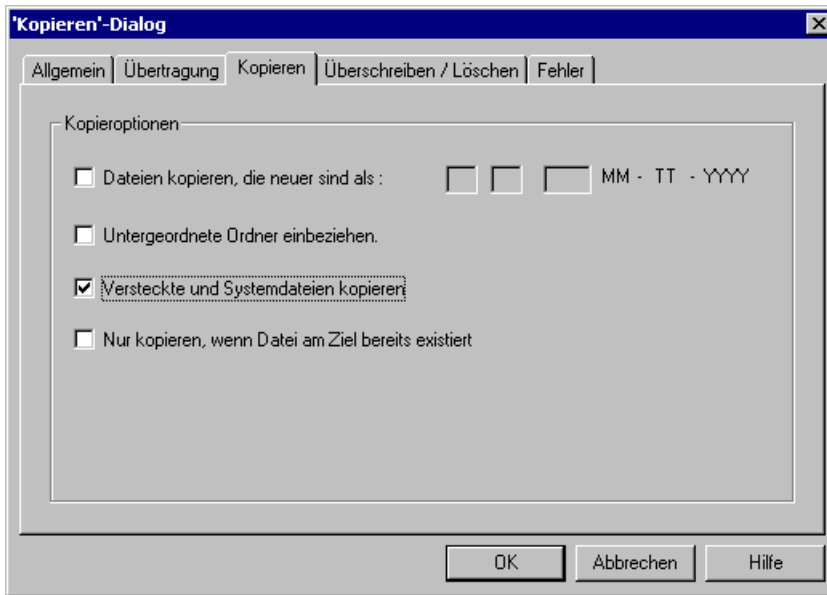 'Kopieren'-Dialog
Allgemein Übertragung Kopieren Überschreiben / Löschen Fehler
Kopieroptionen
Dateien kopieren, die neuer sind als : MM - TT - YYYY
Untergeordnete Ordner einbeziehen.
Versteckte und Systemdateien kopieren
Nur kopieren, wenn Datei am Ziel bereits existiert
OK Abbrechen Hilfe